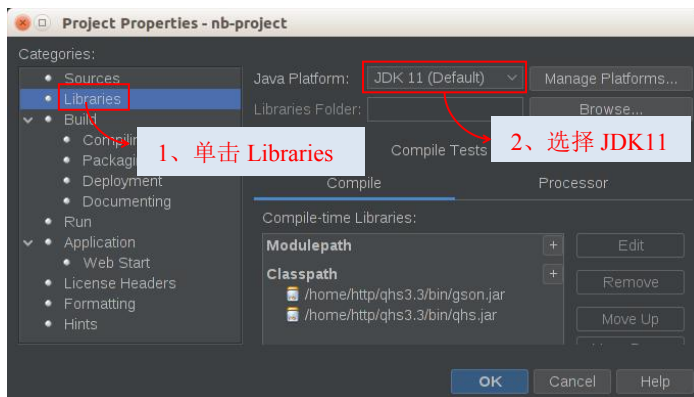 Project Properties - nb-project
Categories:
Sources
Libraries
Build
Compilin
Packagi
Deployment
Documenting
Run
Application
Web Start
License Headers
Formatting
Hints
Java Platform:
JDK 11 (Default)
Manage Platforms...
Libraries Folder:
Browse...
1、单击 Libraries
2、选择 JDK11
Compile Tests
Compile
Processor
Compile-time Libraries:
Modulepath
+
Edit
Classpath
+
Remove
/home/http/qhs3.3/bin/gson.jar
/home/http/qhs3.3/bin/qhs.jar
Move Up
OK
Cancel
Help